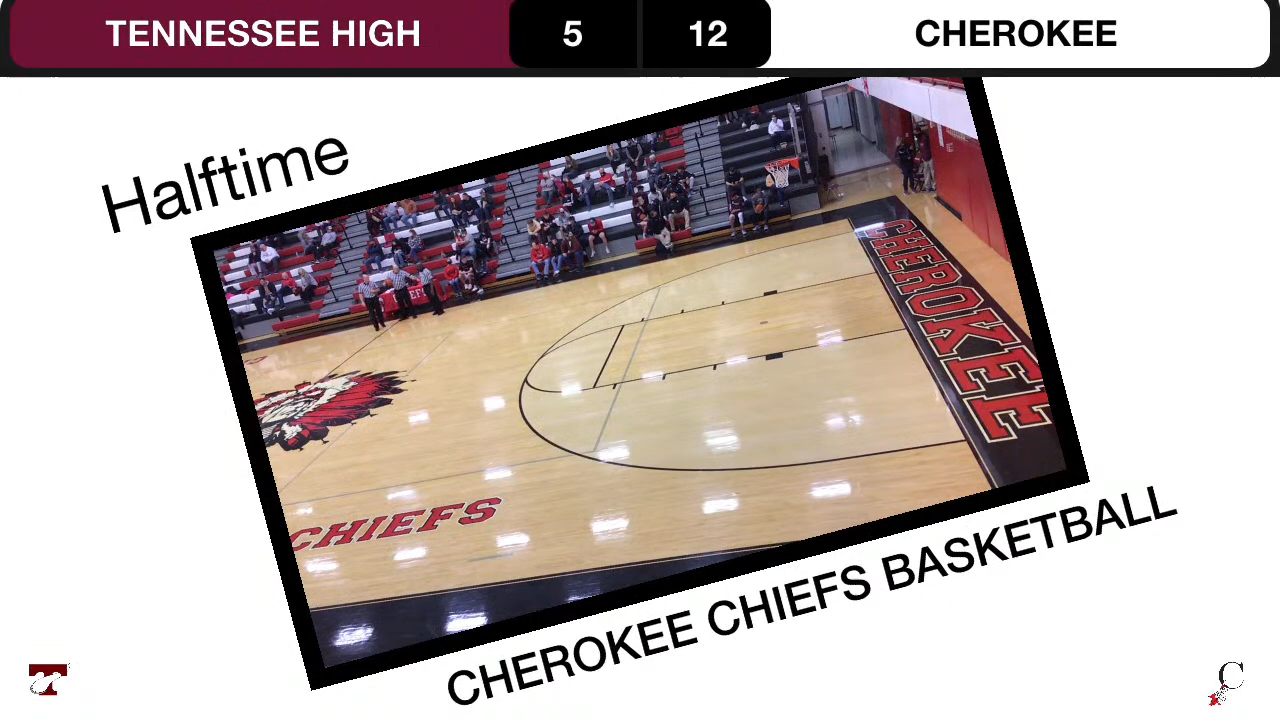 TENNESSEE HIGH 5 12 CHEROKEE
Halftime
CHEROKEE
CHIEFS
CHEROKEE CHIEFS BASKETBALL
T
C